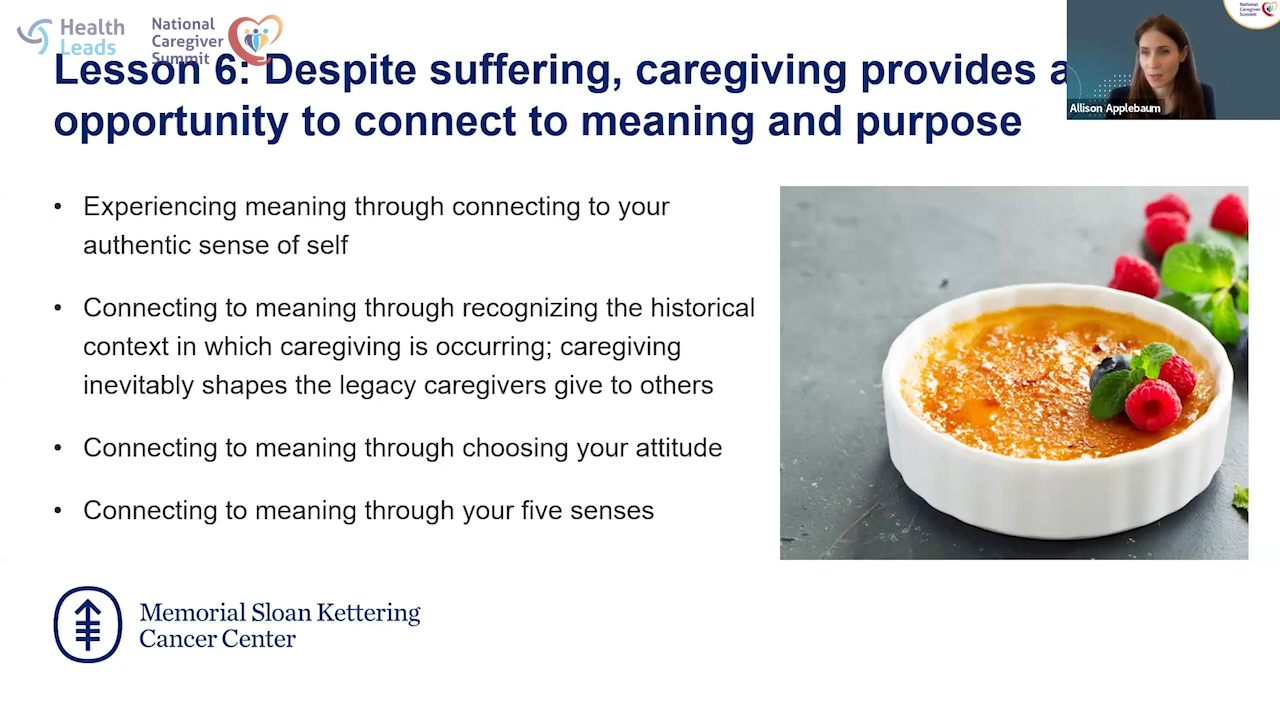 Health
Leads
National
Caregiver
Summit
National
Caregiver
Summit
Allison Applebaum
Lesson 6: Despite suffering, caregiving provides a
opportunity to connect to meaning and purpose
• Experiencing meaning through connecting to your
authentic sense of self
• Connecting to meaning through recognizing the historical
context in which caregiving is occurring; caregiving
inevitably shapes the legacy caregivers give to others
• Connecting to meaning through choosing your attitude
• Connecting to meaning through your five senses
Memorial Sloan Kettering
Cancer Center